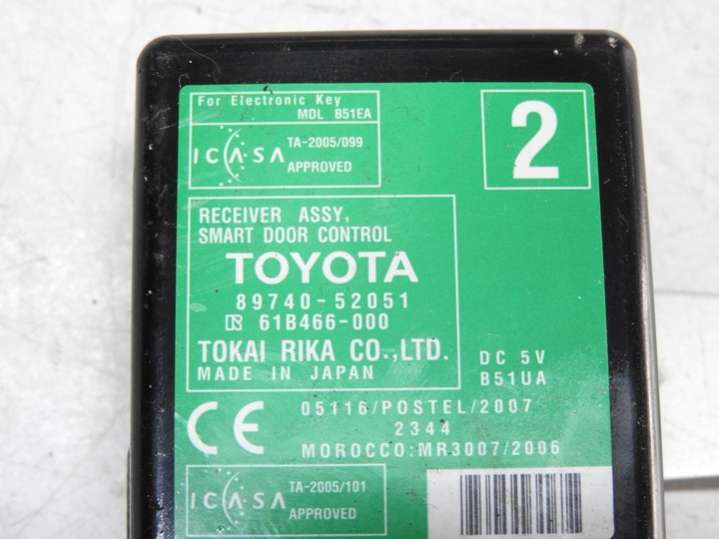 For Electronic Key
MDL B51EA
ICASA
TA-2005/099
APPROVED
2
RECEIVER ASSY,
SMART DOOR CONTROL
TOYOTA
89740-52051
R 61B466-000
TOKAI RIKA CO.,LTD.
MADE IN JAPAN
DC 5V
B51UA
CE
05116/POSTEL/2007
2344
MOROCCO:MR3007/2006
ICASA
TA-2005/101
APPROVED